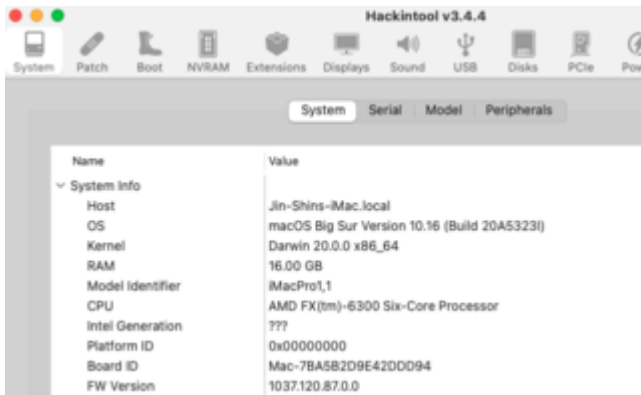 Hackintool v3.4.4
System Patch Boot NVRAM Extensions Displays Sound USB Disks PCIe Pow
System Serial Model Peripherals
Name Value
System Info
Host Jin-Shins-iMac.local
OS macOS Big Sur Version 10.16 (Build 20A5323l)
Kernel Darwin 20.0.0 x86_64
RAM 16.00 GB
Model Identifier iMacPro1,1
CPU AMD FX(tm)-6300 Six-Core Processor
Intel Generation ???
Platform ID 0x00000000
Board ID Mac-7BA5B2D9E42DDD94
FW Version 1037.120.87.0.0